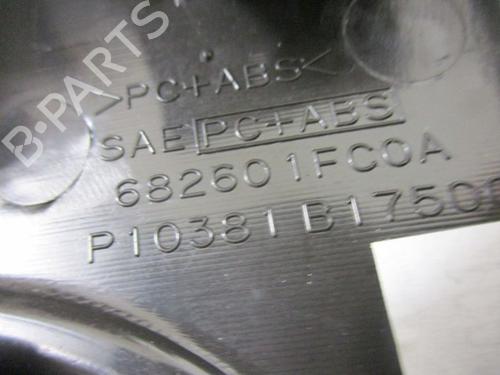 B-PARTS
>PC+ABS<
SAE PC+ABS
682601FC0A
P10381B1750